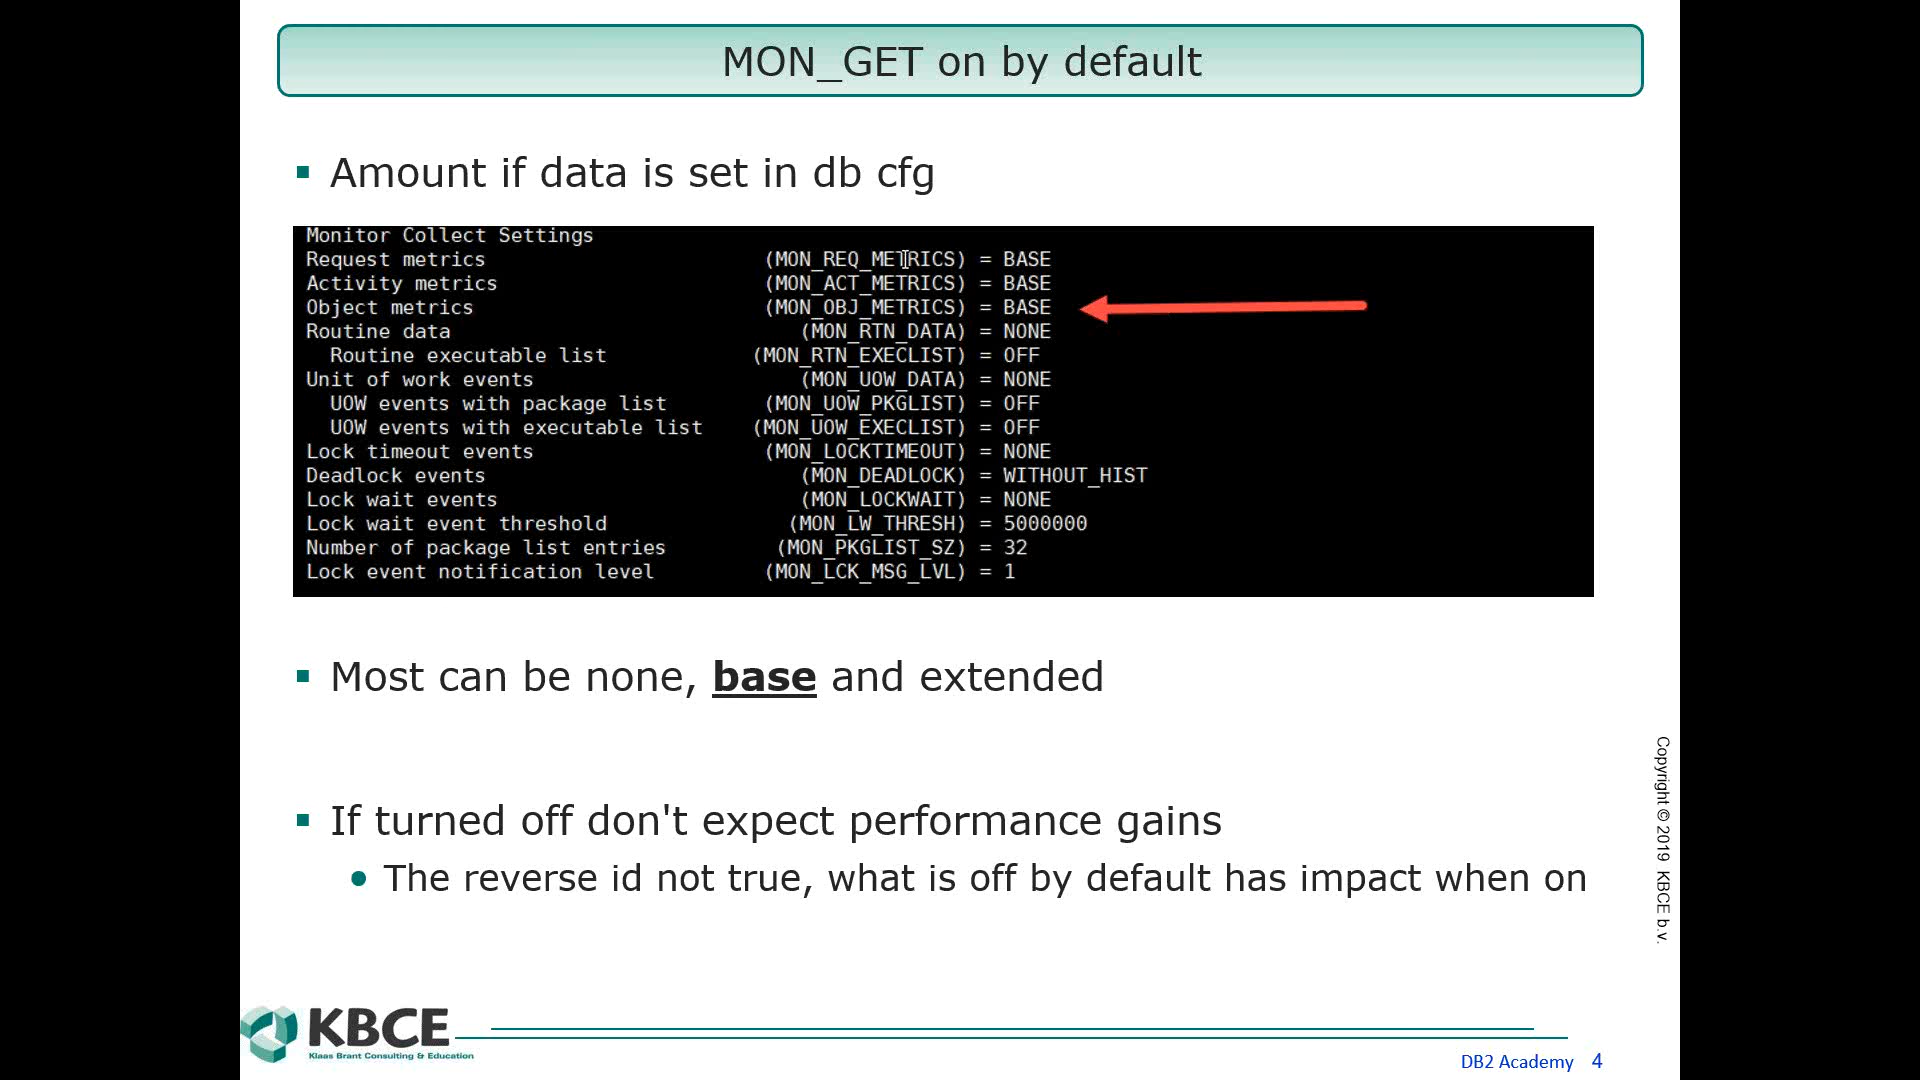 MON_GET on by default
Amount if data is set in db cfg
Monitor Collect Settings
Request metrics (MON_REQ_METRICS) = BASE
Activity metrics (MON_ACT_METRICS) = BASE
Object metrics (MON_OBJ_METRICS) = BASE
Routine data (MON_RTN_DATA) = NONE
Routine executable list (MON_RTN_EXECLIST) = OFF
Unit of work events (MON_UOW_DATA) = NONE
UOW events with package list (MON_UOW_PKGLIST) = OFF
UOW events with executable list (MON_UOW_EXECLIST) = OFF
Lock timeout events (MON_LOCKTIMEOUT) = NONE
Deadlock events (MON_DEADLOCK) = WITHOUT_HIST
Lock wait events (MON_LOCKWAIT) = NONE
Lock wait event threshold (MON_LW_THRESH) = 5000000
Number of package list entries (MON_PKGLIST_SZ) = 32
Lock event notification level (MON_LCK_MSG_LVL) = 1
Most can be none, base and extended
If turned off don't expect performance gains
The reverse id not true, what is off by default has impact when on
Copyright © 2019 KBCE b.v.
KBCE
Klaas Brant Consulting & Education
DB2 Academy 4